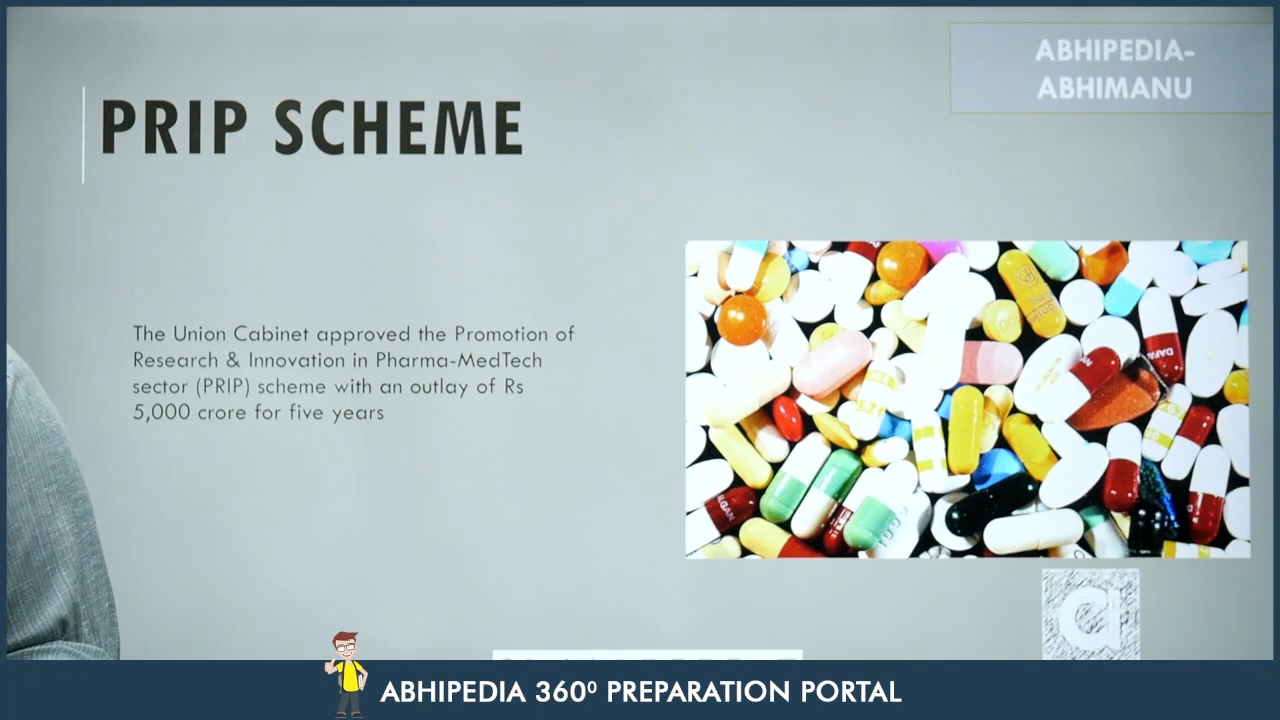 ABHIPEDIA-
ABHIMANU
PRIP SCHEME
The Union Cabinet approved the Promotion of
Research & Innovation in Pharma-MedTech
sector (PRIP) scheme with an outlay of Rs
5,000 crore for five years
ABHIPEDIA 360⁰ PREPARATION PORTAL